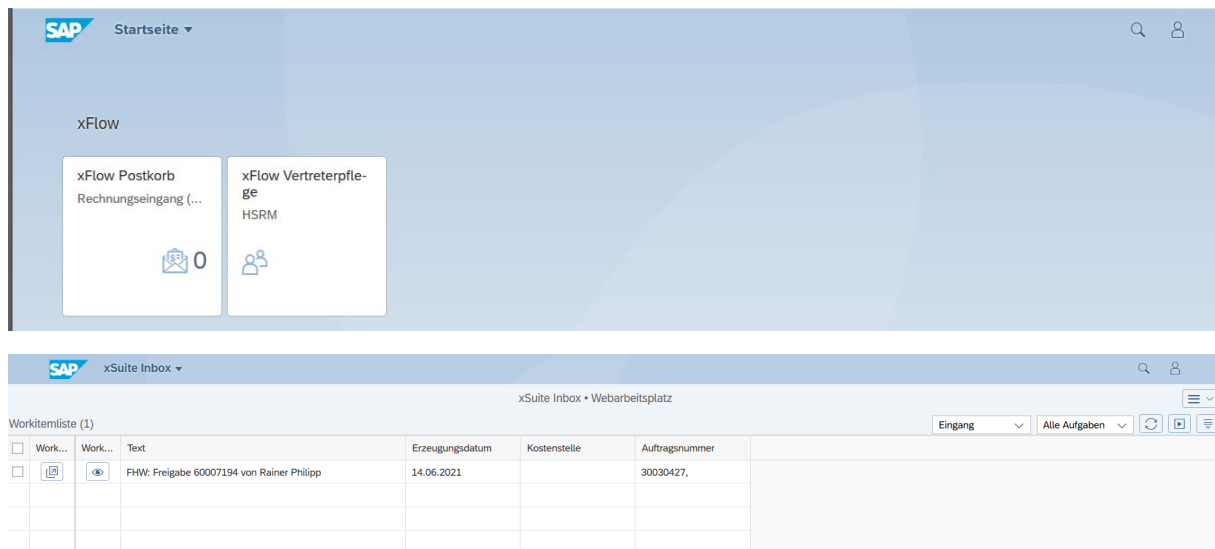 SAP Startseite
xFlow
xFlow Postkorb
Rechnungseingang (...
0
xFlow Vertreterpfle-
ge
HSRM
SAP xSuite Inbox
xSuite Inbox • Webarbeitsplatz
Workitemliste (1) Eingang Alle Aufgaben
Work... Work... Text Erzeugungsdatum Kostenstelle Auftragsnummer
FHW: Freigabe 60007194 von Rainer Philipp 14.06.2021 30030427,